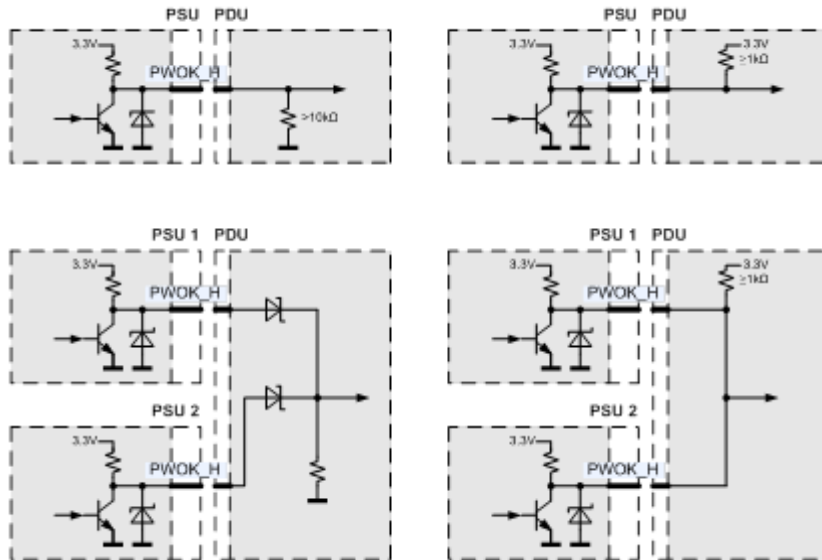 PSU PDU
3.3V
PWOK_H
>10kΩ
PSU PDU
3.3V
PWOK_H
3.3V
≥1kΩ
PSU 1 PDU
3.3V
PWOK_H
PSU 2
3.3V
PWOK_H
PSU 1 PDU
3.3V
PWOK_H
3.3V
≥1kΩ
PSU 2
3.3V
PWOK_H